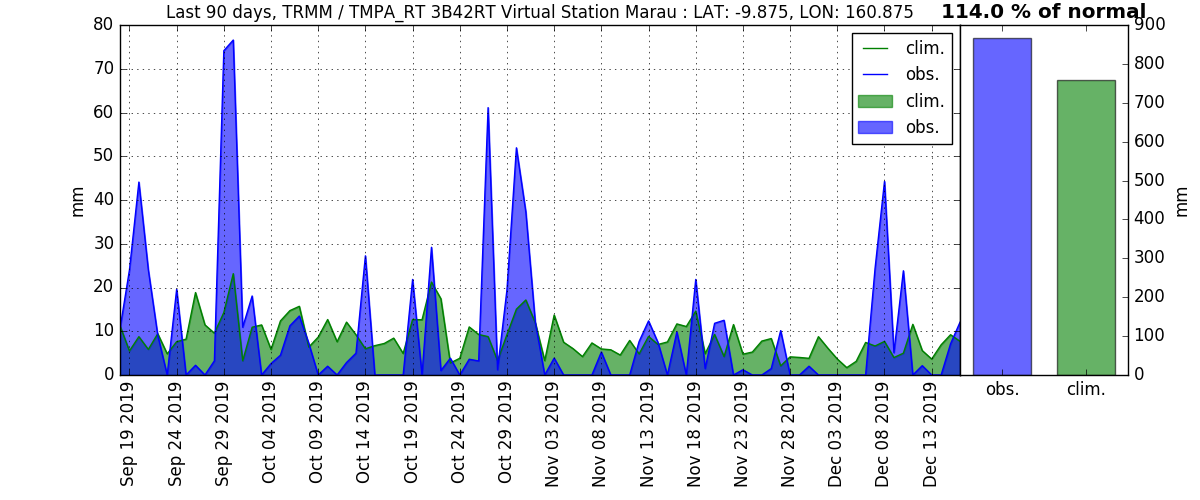 Last 90 days, TRMM / TMPA_RT 3B42RT Virtual Station Marau : LAT: -9.875, LON: 160.875
114.0 % of normal
80
70
60
50
40
30
20
10
0
mm
clim.
obs.
clim.
obs.
Sep 19 2019
Sep 24 2019
Sep 29 2019
Oct 04 2019
Oct 09 2019
Oct 14 2019
Oct 19 2019
Oct 24 2019
Oct 29 2019
Nov 03 2019
Nov 08 2019
Nov 13 2019
Nov 18 2019
Nov 23 2019
Nov 28 2019
Dec 03 2019
Dec 08 2019
Dec 13 2019
900
800
700
600
500
400
300
200
100
0
mm
obs.
clim.